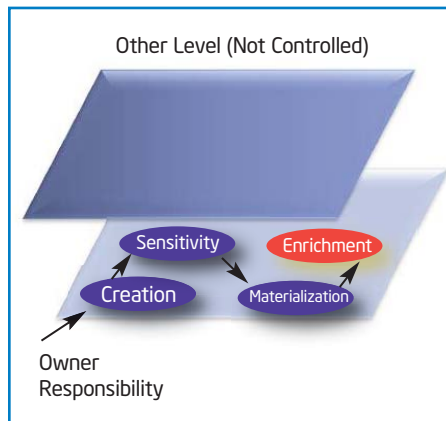 Other Level (Not Controlled)
Sensitivity
Enrichment
Creation
Materialization
Owner
Responsibility